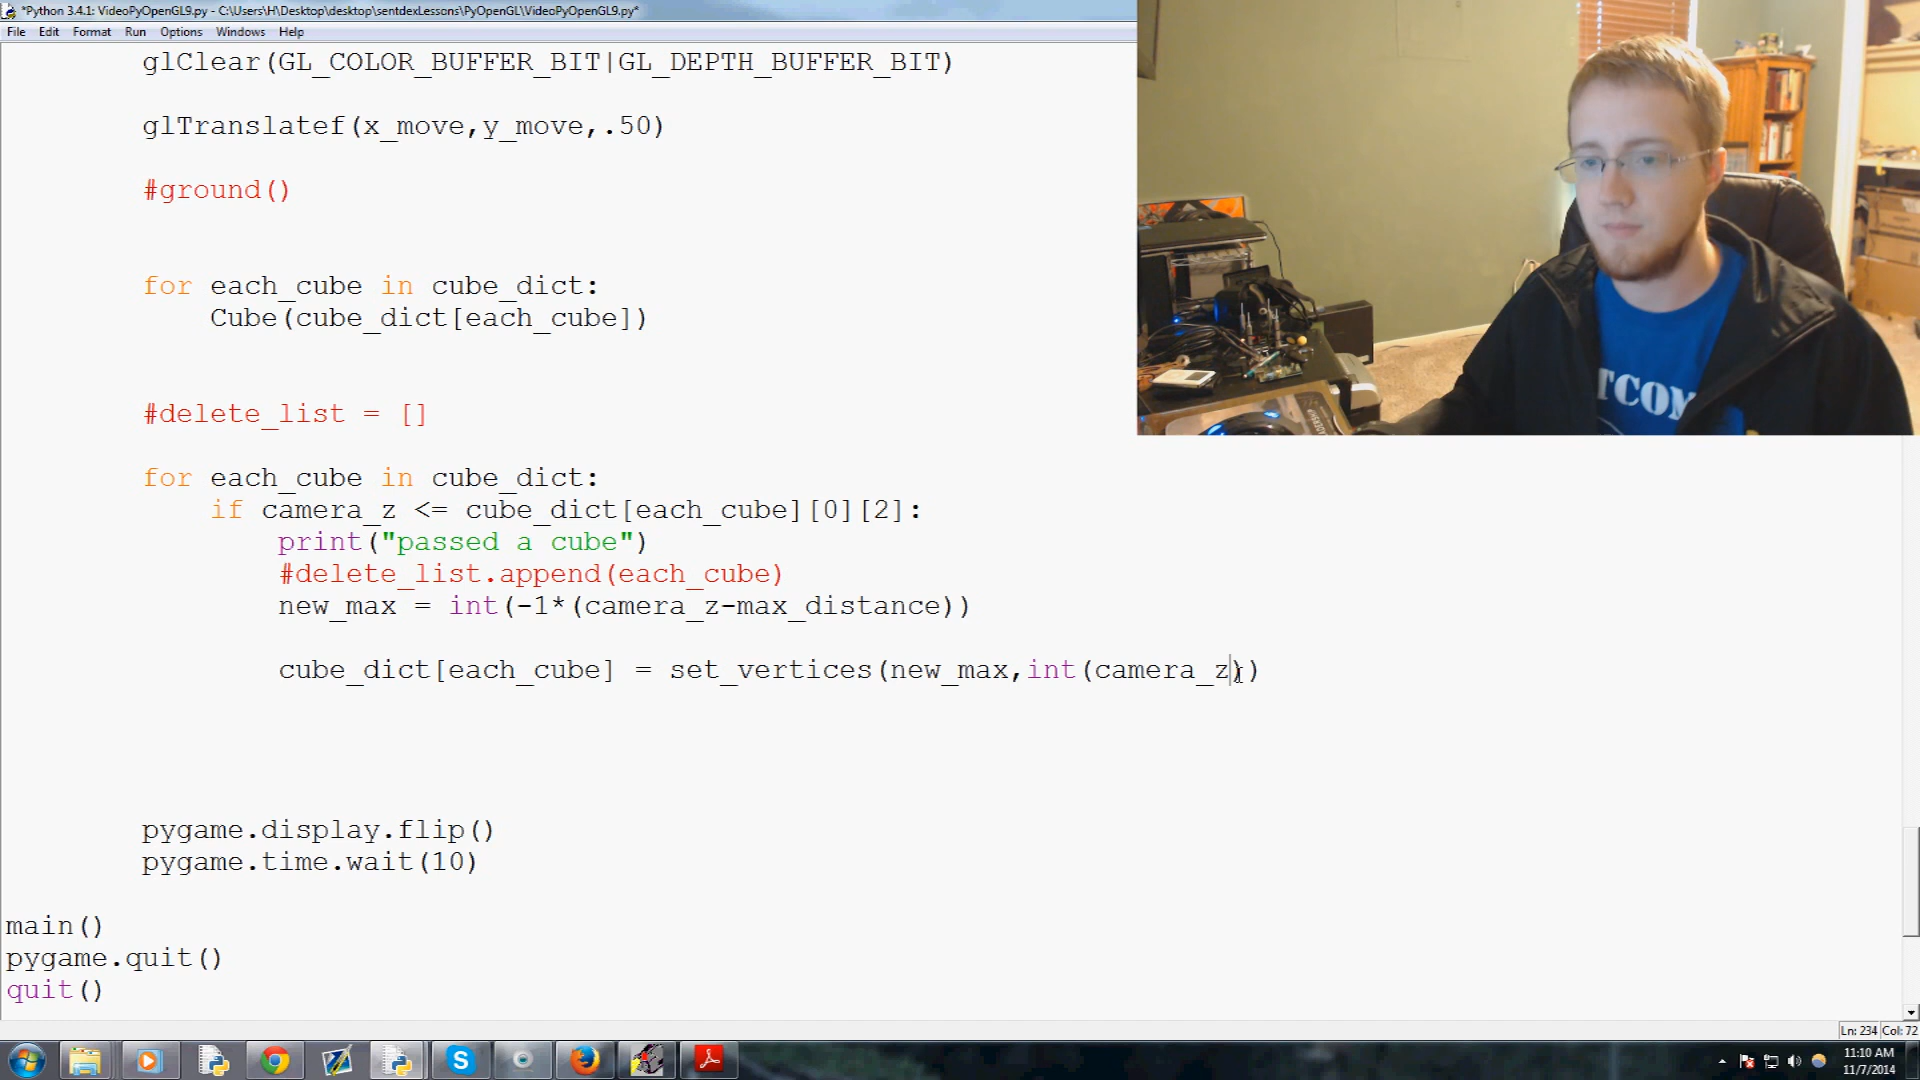 *Python 3.4.1: VideoPyOpenGL9.py - C:\Users\H\Desktop\desktop\sentdexLessons\PyOpenGL\VideoPyOpenGL9.py*
File Edit Format Run Options Windows Help
glClear(GL_COLOR_BUFFER_BIT|GL_DEPTH_BUFFER_BIT)
glTranslatef(x_move,y_move,.50)
#ground()
for each_cube in cube_dict:
Cube(cube_dict[each_cube])
#delete_list = []
for each_cube in cube_dict:
if camera_z <= cube_dict[each_cube][0][2]:
print("passed a cube")
#delete_list.append(each_cube)
new_max = int(-1*(camera_z-max_distance))
cube_dict[each_cube] = set_vertices(new_max,int(camera_z))
pygame.display.flip()
pygame.time.wait(10)
main()
pygame.quit()
quit()
Ln: 234 Col: 72
11:10 AM
11/7/2014